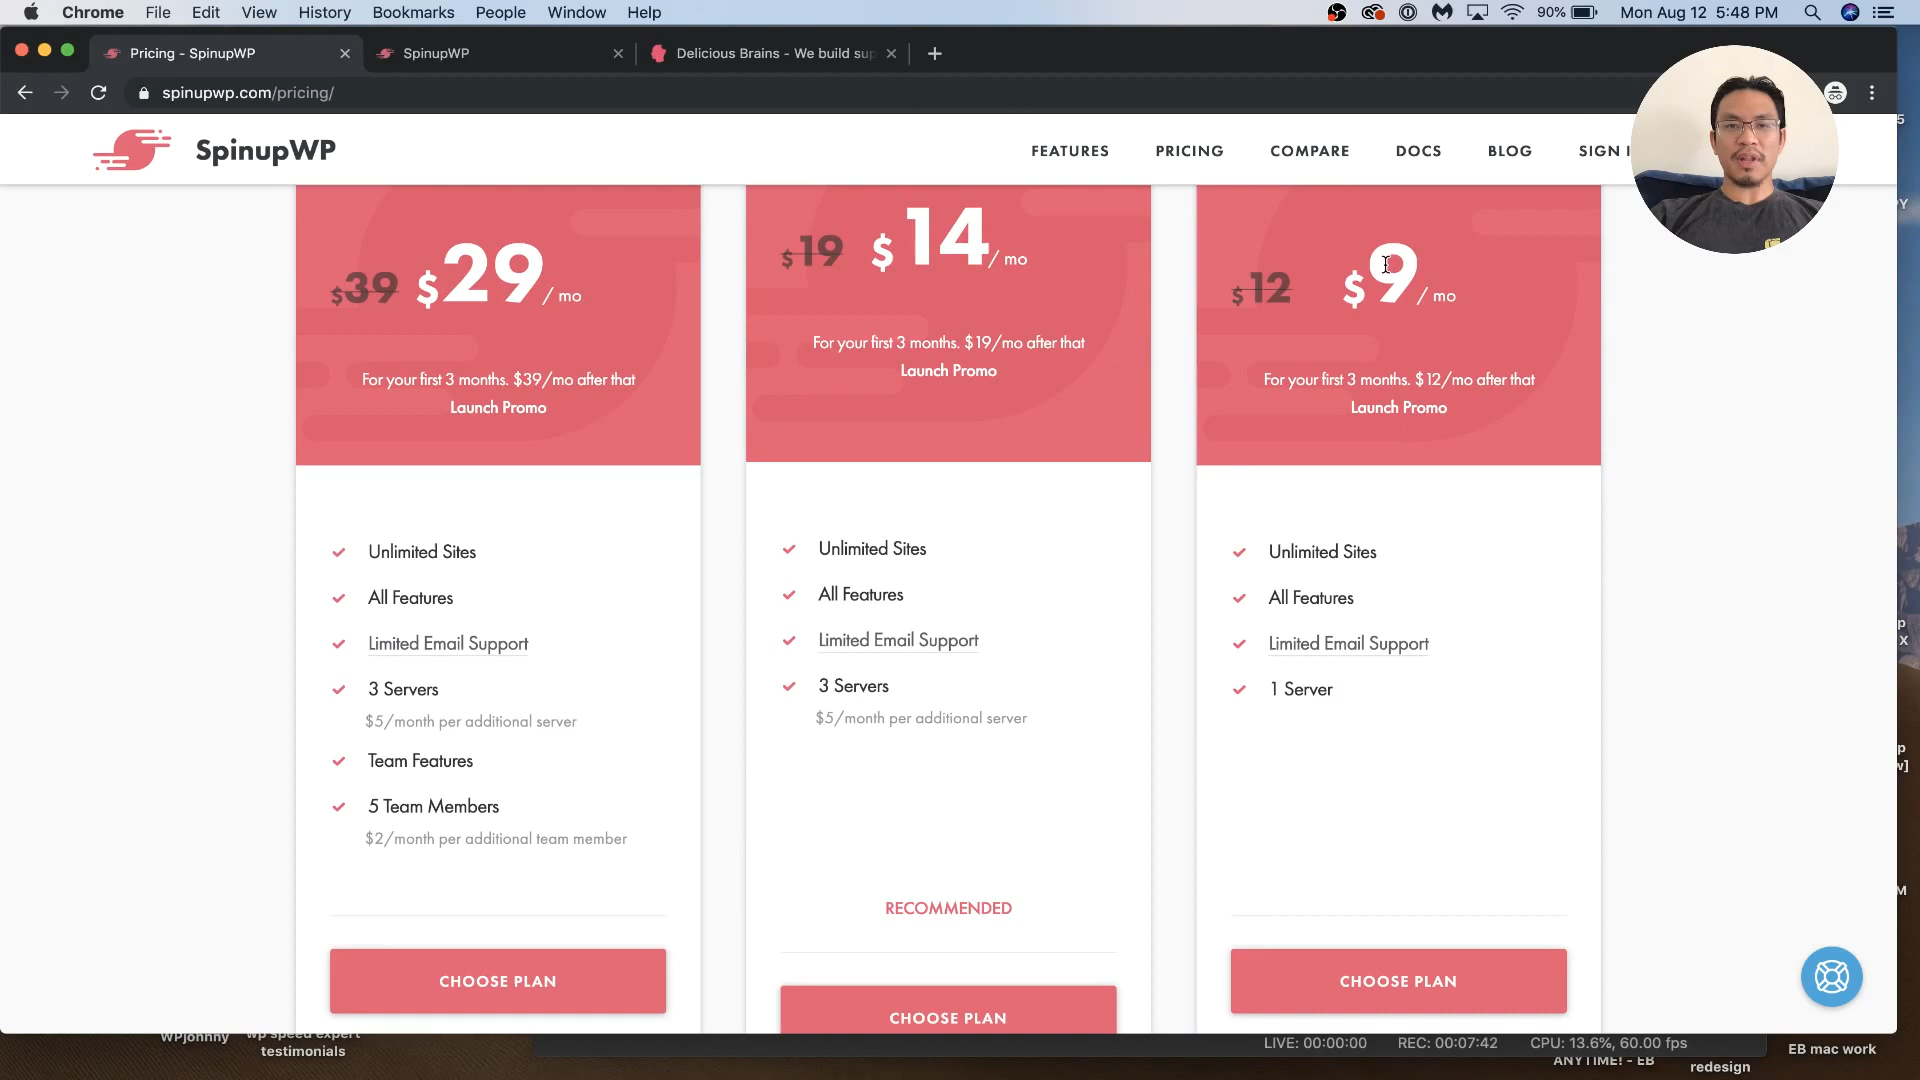 Chrome File Edit View History Bookmarks People Window Help
90% Mon Aug 12 5:48 PM
Pricing - SpinupWP
SpinupWP
Delicious Brains - We build sup
spinupwp.com/pricing/
SpinupWP
FEATURES PRICING COMPARE DOCS BLOG SIGN I
$39 $29 / mo
For your first 3 months. $39/mo after that
Launch Promo
Unlimited Sites
All Features
Limited Email Support
3 Servers
$5/month per additional server
Team Features
5 Team Members
$2/month per additional team member
CHOOSE PLAN
$19 $14 / mo
For your first 3 months. $19/mo after that
Launch Promo
Unlimited Sites
All Features
Limited Email Support
3 Servers
$5/month per additional server
RECOMMENDED
CHOOSE PLAN
$12 $9 / mo
For your first 3 months. $12/mo after that
Launch Promo
Unlimited Sites
All Features
Limited Email Support
1 Server
CHOOSE PLAN
WPjohnny
wp speed expert
testimonials
LIVE: 00:00:00 REC: 00:07:42 CPU: 13.6%, 60.00 fps
ANYTIME! - EB
redesign
EB mac work